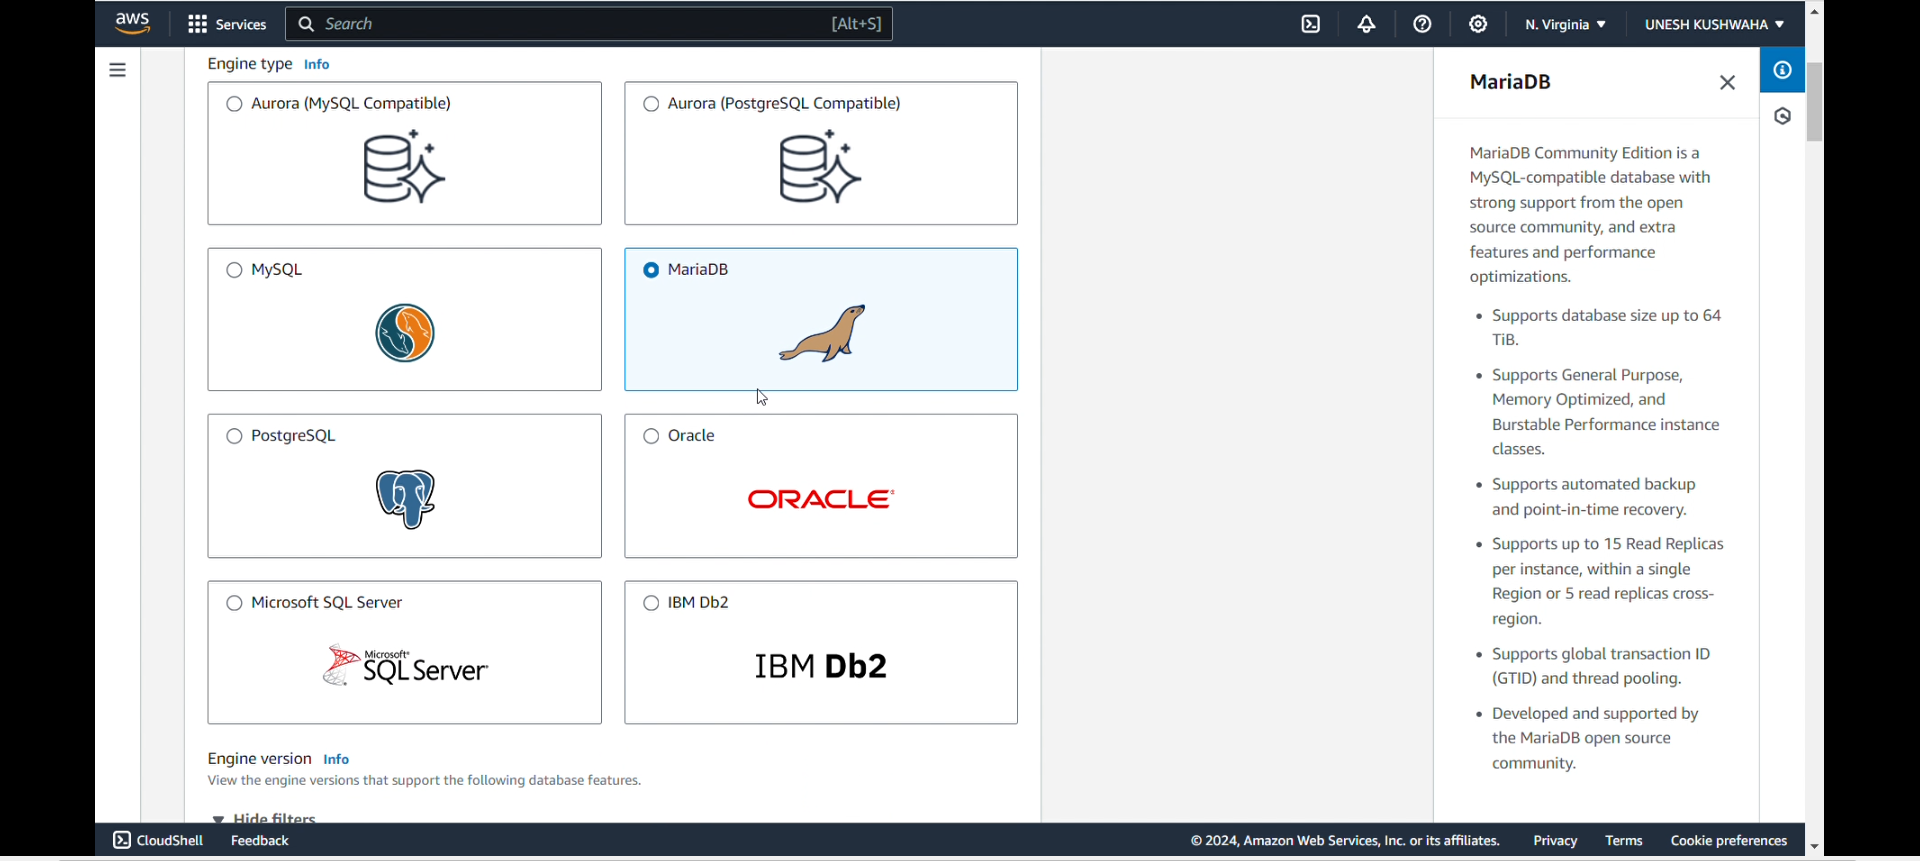 aws Services Search [Alt+S] N. Virginia UNESH KUSHWAHA
Engine type Info
Aurora (MySQL Compatible)
Aurora (PostgreSQL Compatible)
MySQL
MariaDB
PostgreSQL
Oracle
ORACLE
Microsoft SQL Server
Microsoft®
SQL Server
IBM Db2
IBM Db2
Engine version Info
View the engine versions that support the following database features.
Hide filters
MariaDB
MariaDB Community Edition is a
MySQL-compatible database with
strong support from the open
source community, and extra
features and performance
optimizations.
• Supports database size up to 64
TiB.
• Supports General Purpose,
Memory Optimized, and
Burstable Performance instance
classes.
• Supports automated backup
and point-in-time recovery.
• Supports up to 15 Read Replicas
per instance, within a single
Region or 5 read replicas cross-
region.
• Supports global transaction ID
(GTID) and thread pooling.
• Developed and supported by
the MariaDB open source
community.
CloudShell Feedback © 2024, Amazon Web Services, Inc. or its affiliates. Privacy Terms Cookie preferences